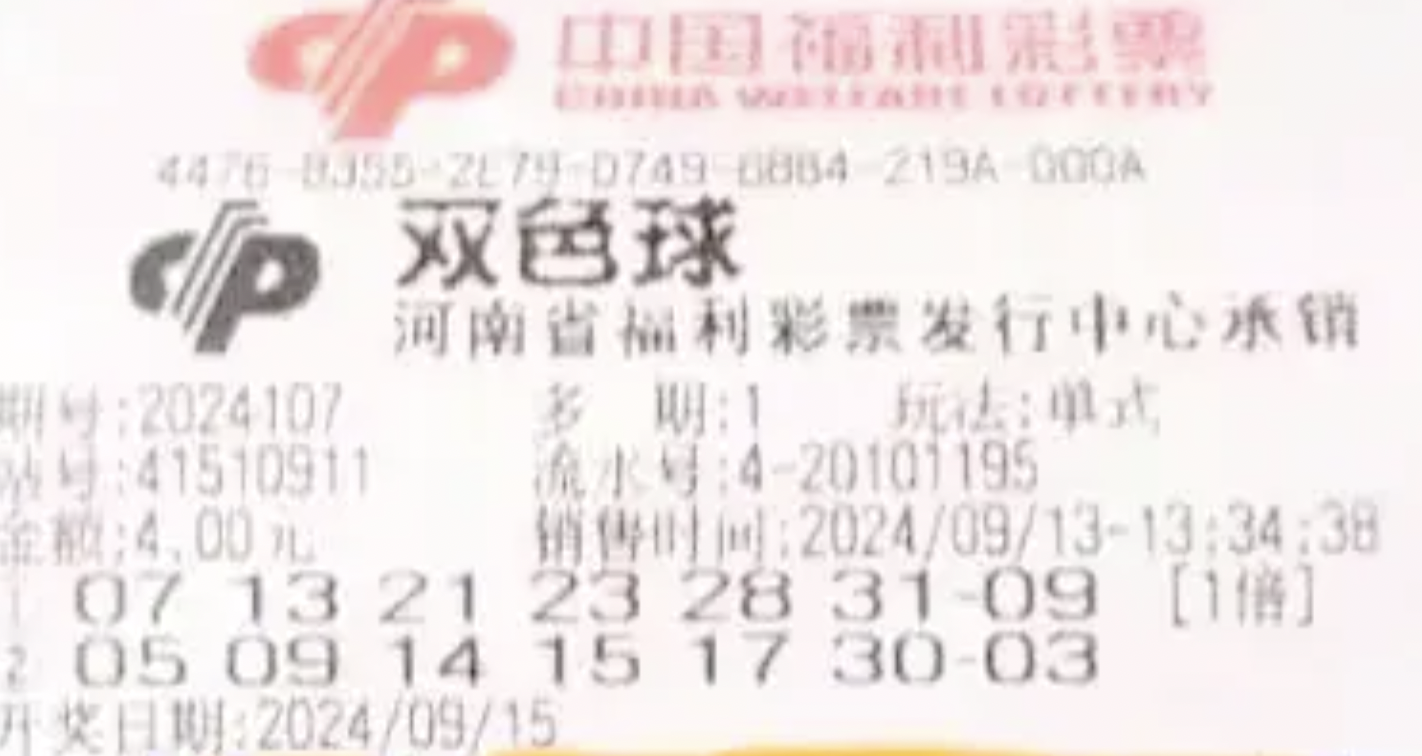 中国福利彩票
CHINA WELFARE LOTTERY
4476-8355-2E79-D749-6884-219A-000A
双色球
河南省福利彩票发行中心承销
期号:2024107 多 期:1 玩法:单式
站号:41510911 流水号:4-20101195
金额:4.00元 销售时间:2024/09/13-13:34:38
1 07 13 21 23 28 31-09 [1倍]
2 05 09 14 15 17 30-03
开奖日期:2024/09/15